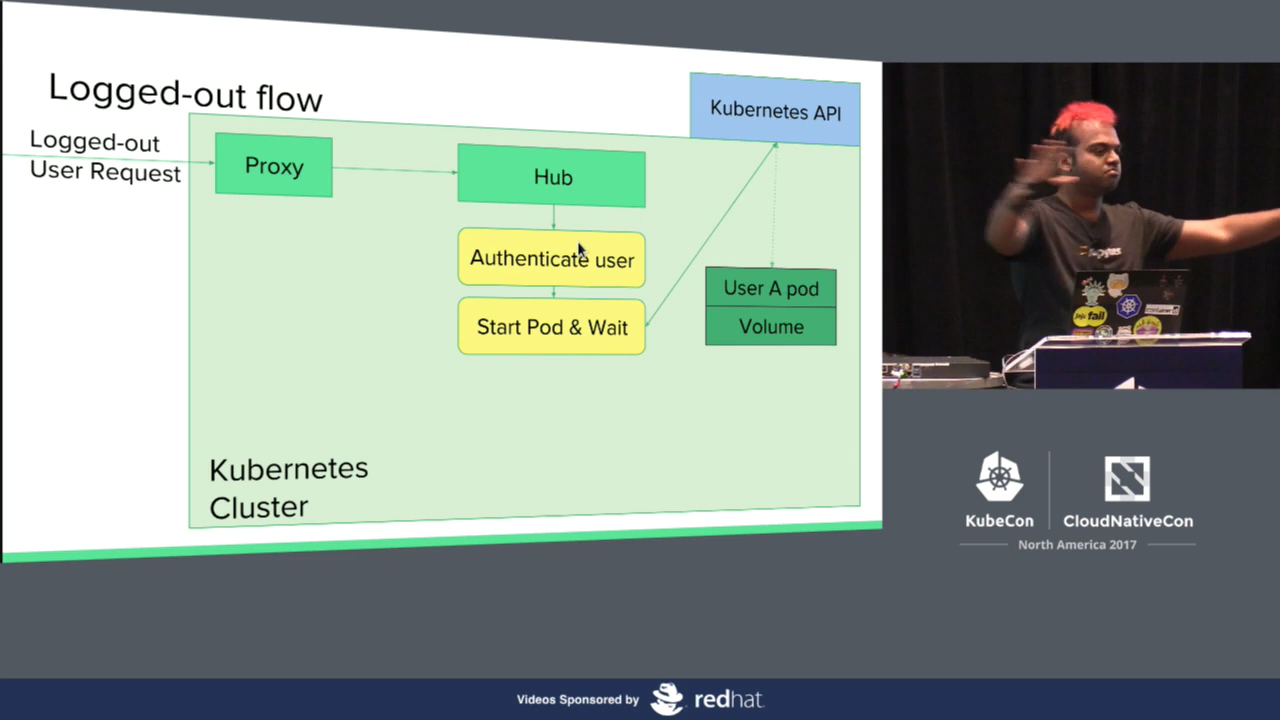 Logged-out flow
Kubernetes API
Logged-out
User Request
Proxy
Hub
Authenticate user
Start Pod & Wait
User A pod
Volume
Kubernetes
Cluster
fail
KubeCon
CloudNativeCon
North America 2017
Videos Sponsored by
redhat.